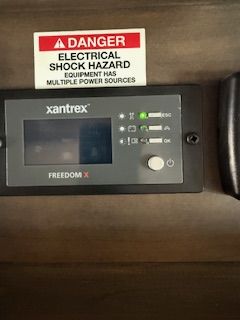 DANGER
ELECTRICAL
SHOCK HAZARD
EQUIPMENT HAS
MULTIPLE POWER SOURCES
xantrex
ESC
OK
FREEDOM X